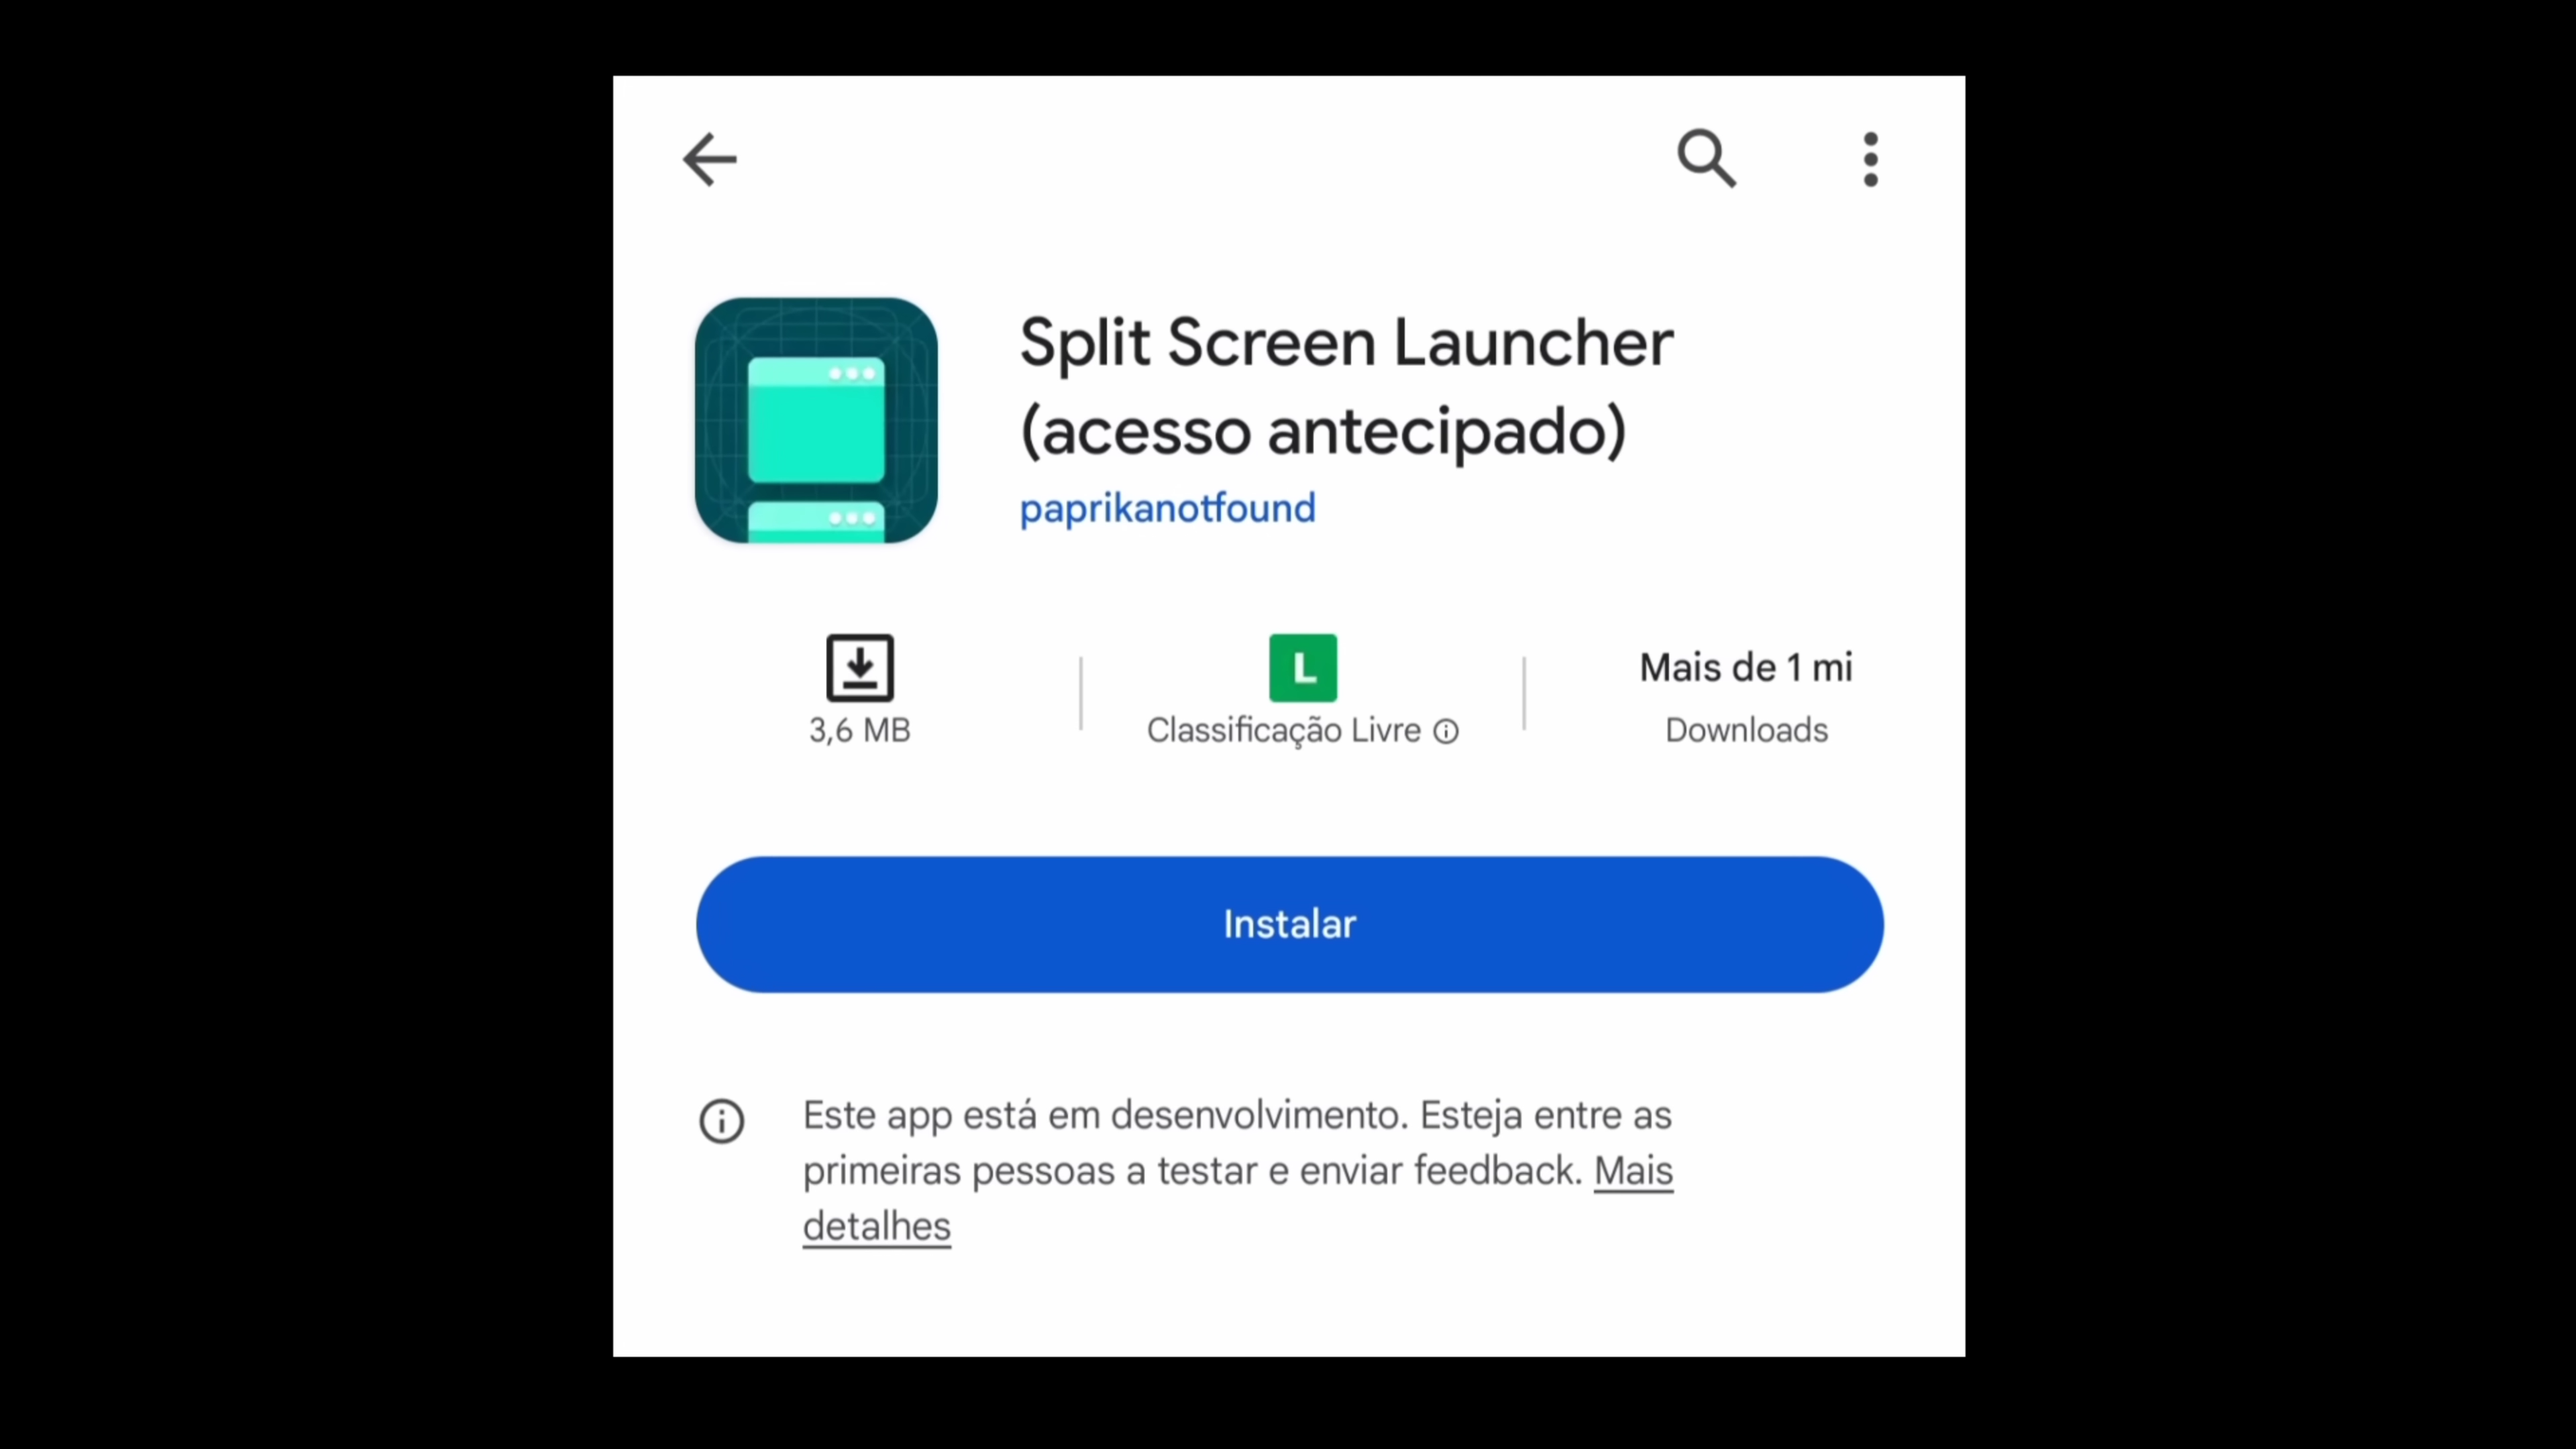 Split Screen Launcher
(acesso antecipado)
paprikanotfound
L
Mais de 1 mi
3,6 MB
Classificação Livre
Downloads
Instalar
Este app está em desenvolvimento. Esteja entre as
primeiras pessoas a testar e enviar feedback. Mais
detalhes